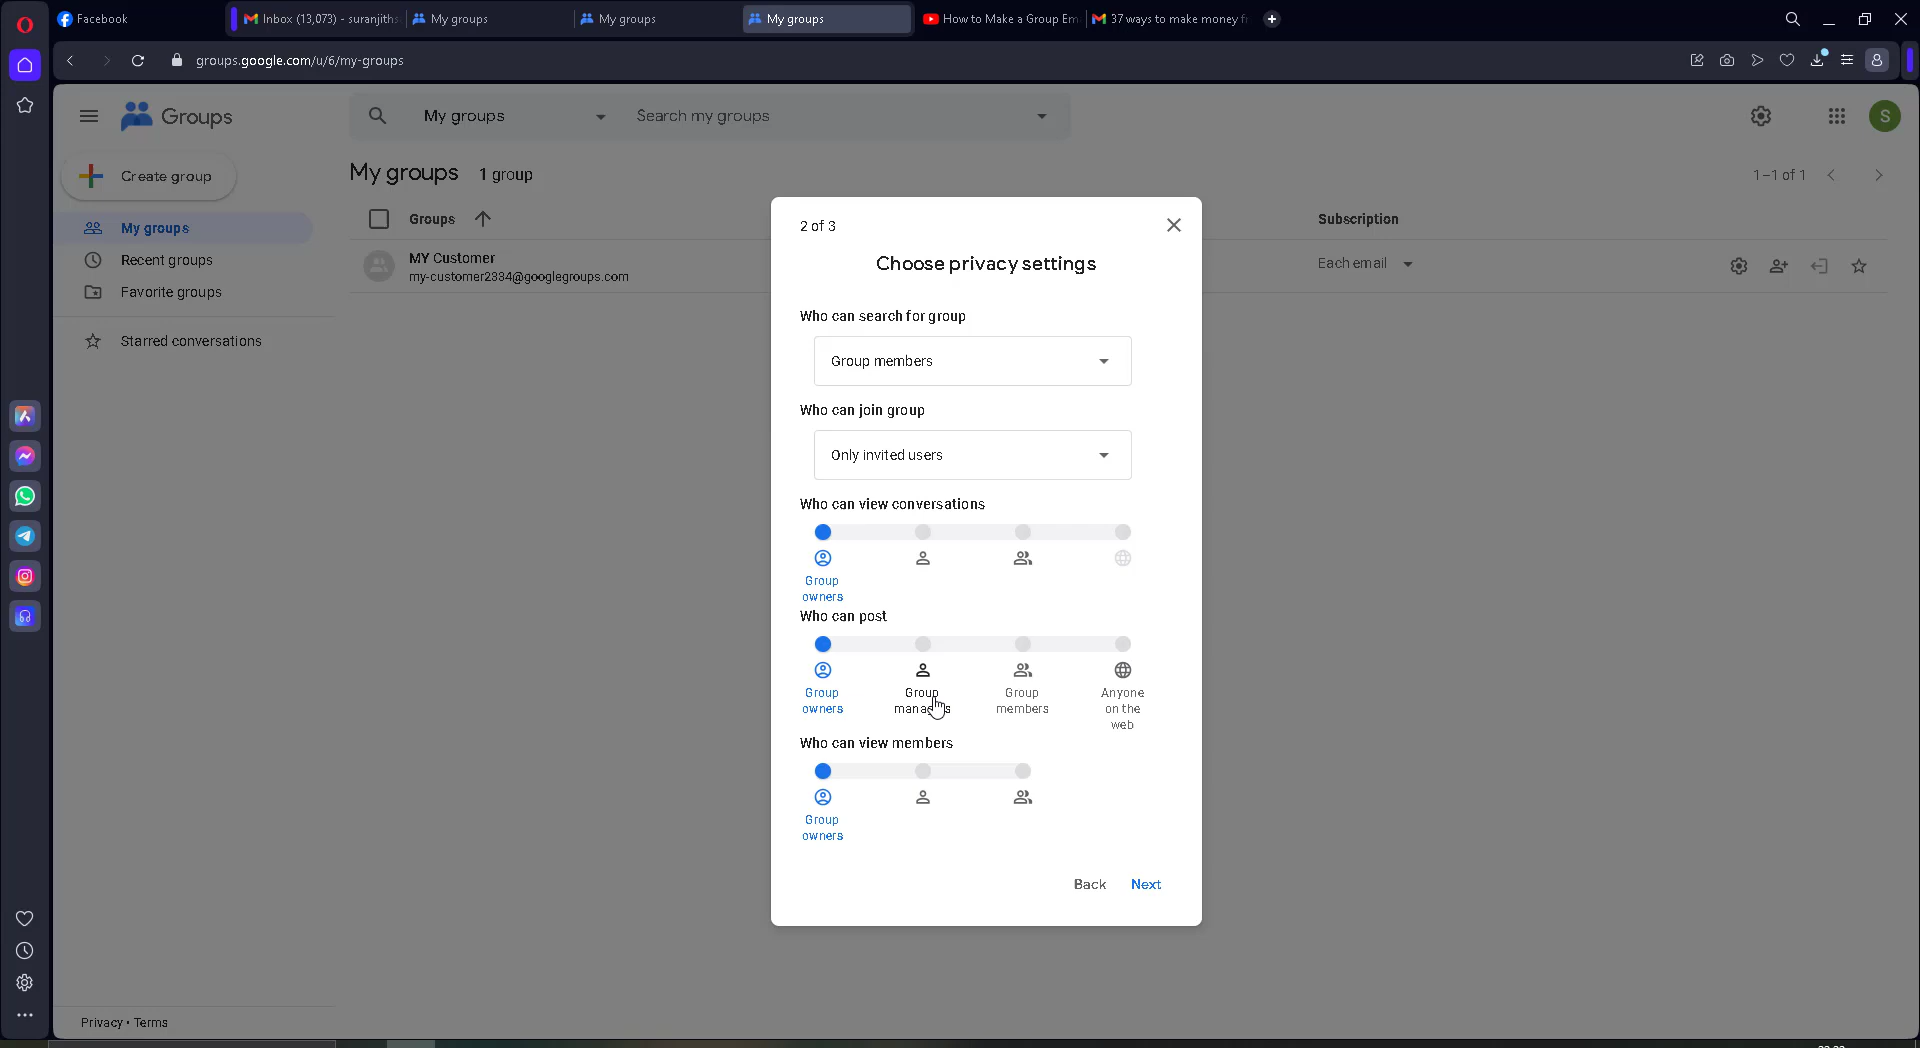 Facebook
Inbox (13,073) - suranjiths
My groups
My groups
My groups
How to Make a Group Em
37 ways to make money f
groups.google.com/u/6/my-groups
Groups
My groups
Search my groups
S
Create group
My groups 1 group
1–1 of 1
My groups
Recent groups
Favorite groups
Starred conversations
Groups
Subscription
MY Customer
my-customer2334@googlegroups.com
Each email
2 of 3
Choose privacy settings
Who can search for group
Group members
Who can join group
Only invited users
Who can view conversations
Group
owners
Who can post
Group
owners
Group
Group
members
Anyone
on the
web
Who can view members
Group
owners
Back Next
Privacy • Terms